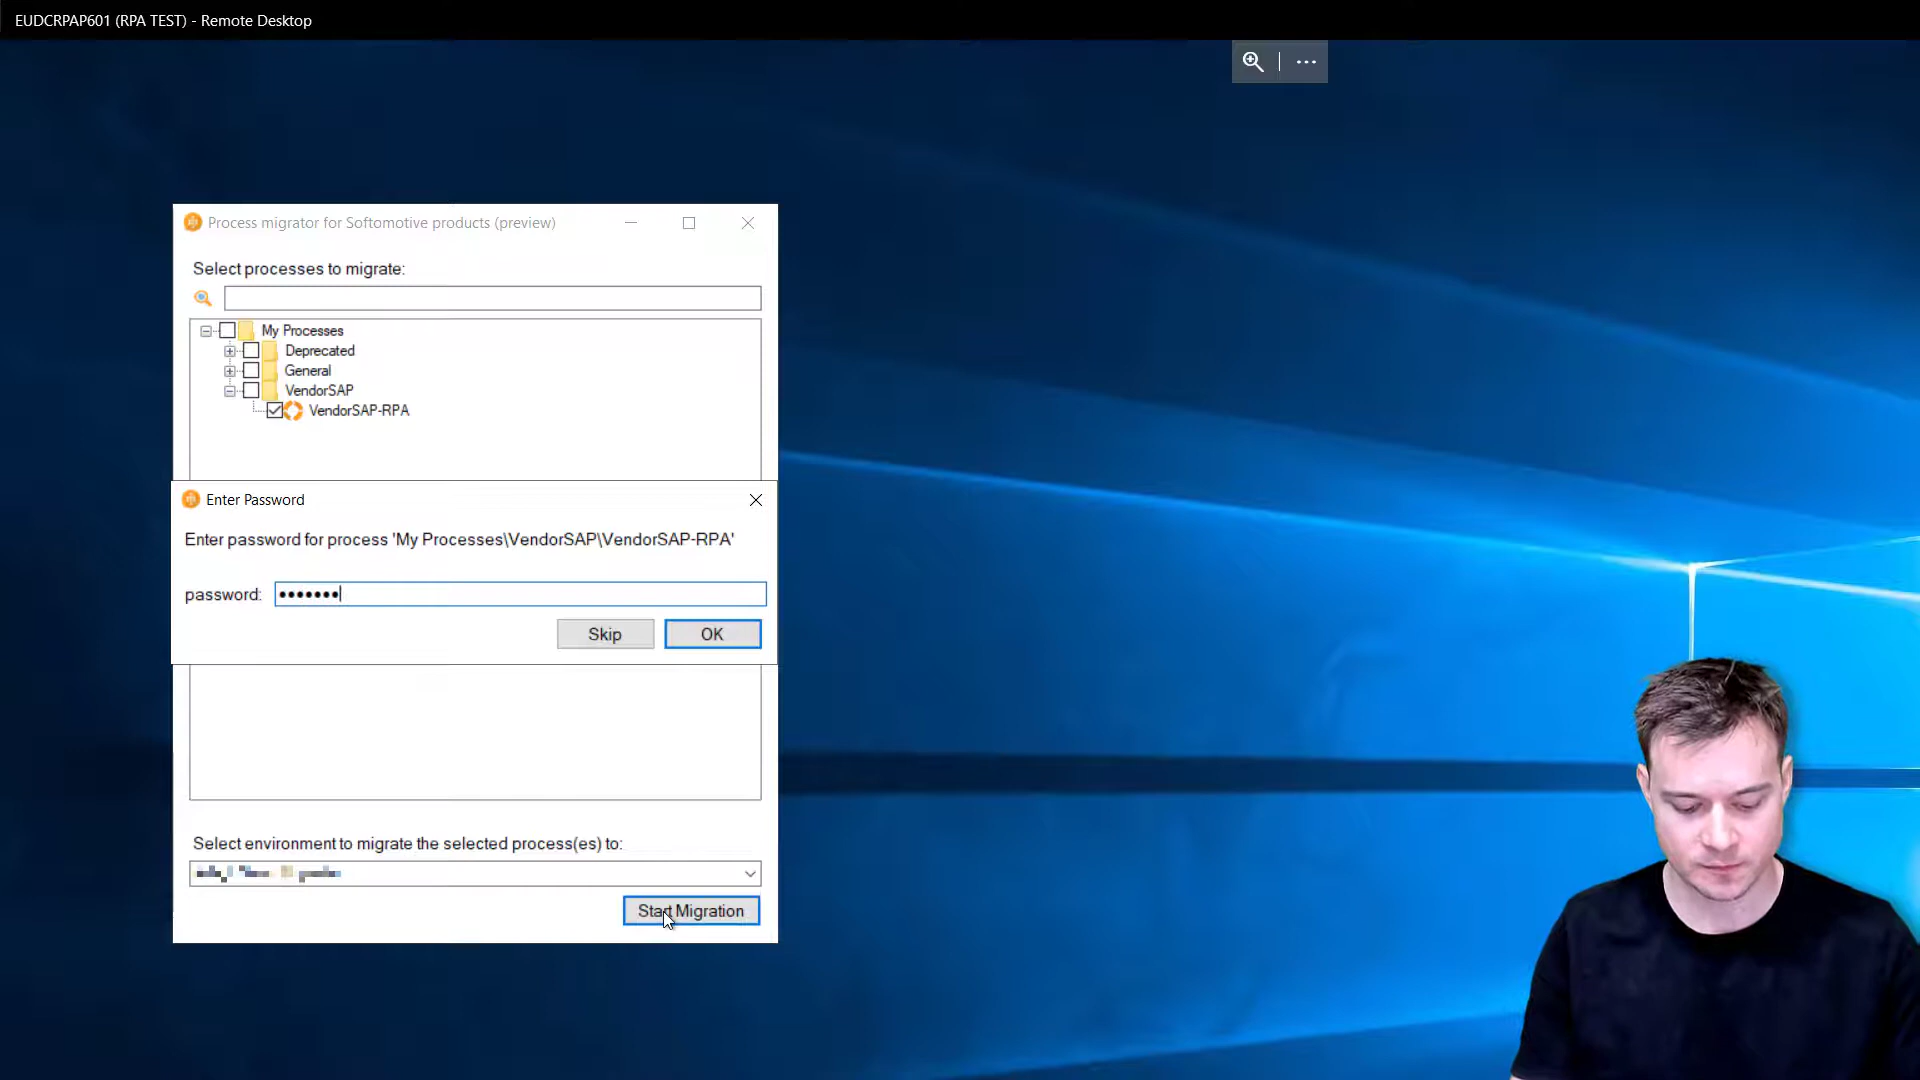 EUDCRPAP601 (RPA TEST) - Remote Desktop
Process migrator for Softomotive products (preview)
Select processes to migrate:
My Processes
Deprecated
General
VendorSAP
VendorSAP-RPA
Enter Password
Enter password for process 'My Processes\VendorSAP\VendorSAP-RPA'
password: •••••••
Skip
OK
Select environment to migrate the selected process(es) to:
Start Migration